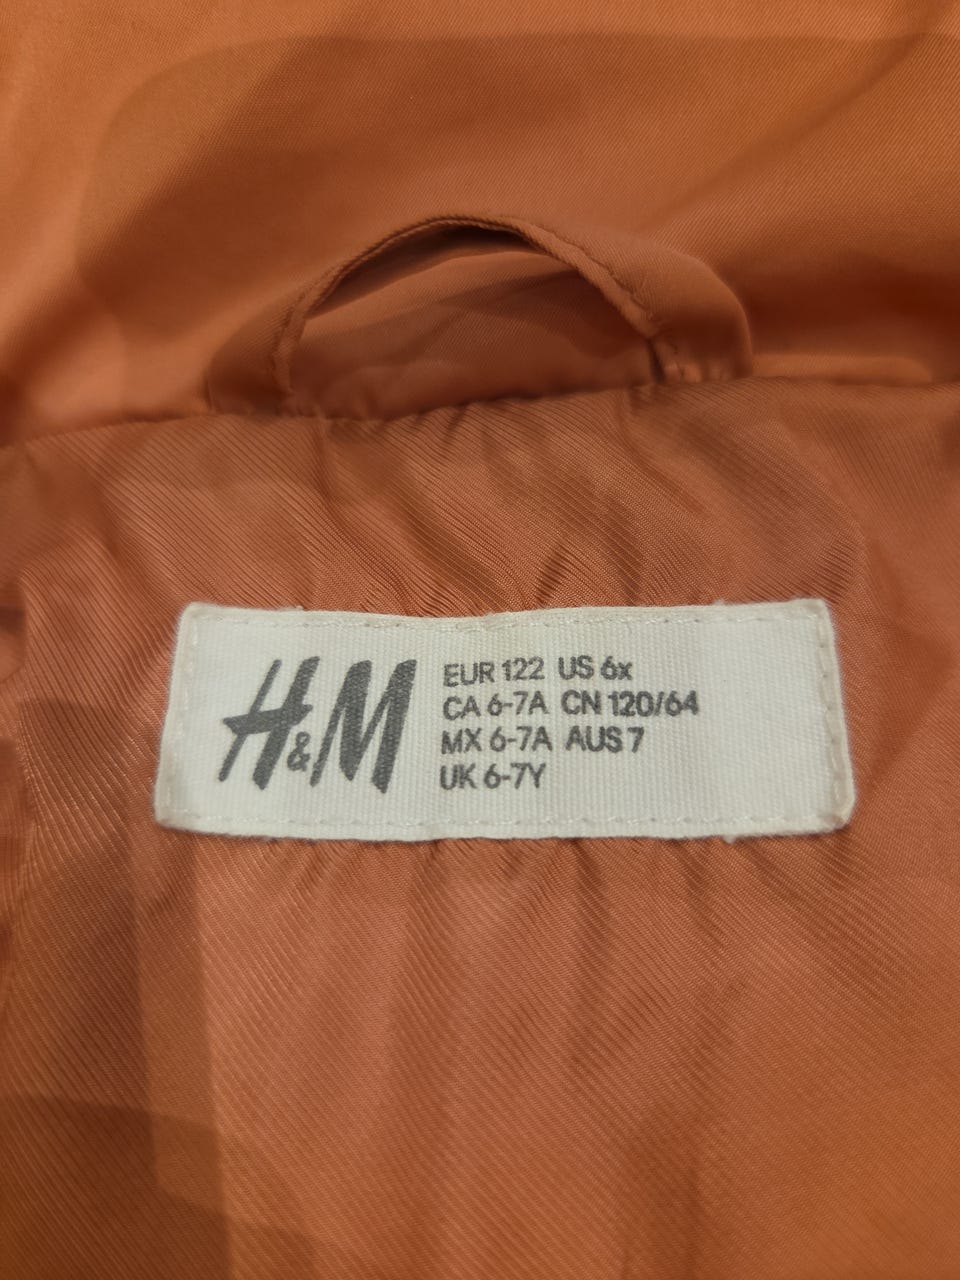 H&M
EUR 122 US 6x
CA 6-7A CN 120/64
MX 6-7A AUS 7
UK 6-7Y